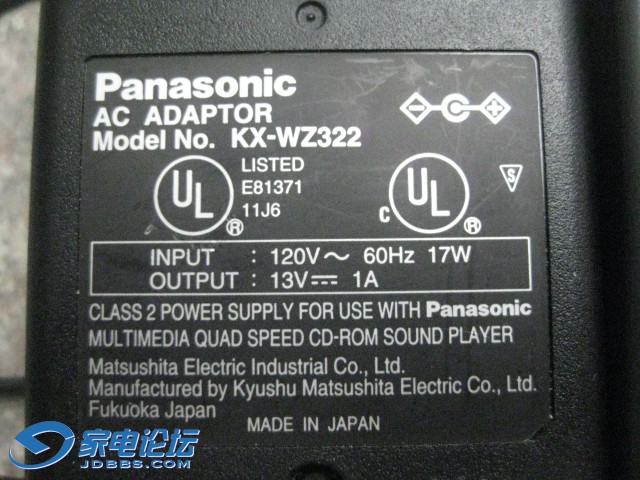 Panasonic
AC ADAPTOR
Model No. KX-WZ322
UL ®
LISTED
E81371
11J6
C UL ®
S
INPUT : 120V～ 60Hz 17W
OUTPUT : 13V⎓ 1A
CLASS 2 POWER SUPPLY FOR USE WITH Panasonic
MULTIMEDIA QUAD SPEED CD-ROM SOUND PLAYER
Matsushita Electric Industrial Co., Ltd.
Manufactured by Kyushu Matsushita Electric Co., Ltd.
Fukuoka Japan
MADE IN JAPAN
家电论坛
JDBBS.COM